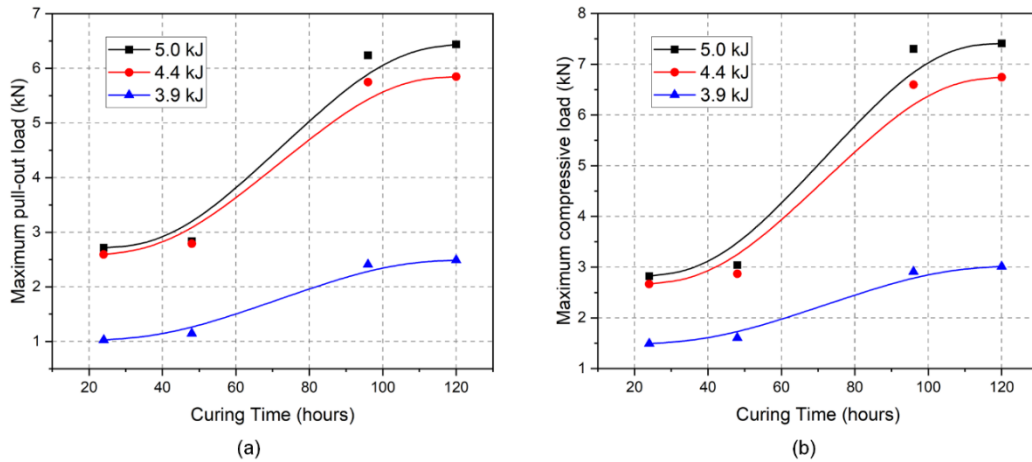 7
6
5
4
3
2
1
Maximum pull-out load (kN)
5.0 kJ
4.4 kJ
3.9 kJ
20 40 60 80 100 120
Curing Time (hours)
(a)
8
7
6
5
4
3
2
1
Maximum compressive load (kN)
5.0 kJ
4.4 kJ
3.9 kJ
20 40 60 80 100 120
Curing Time (hours)
(b)